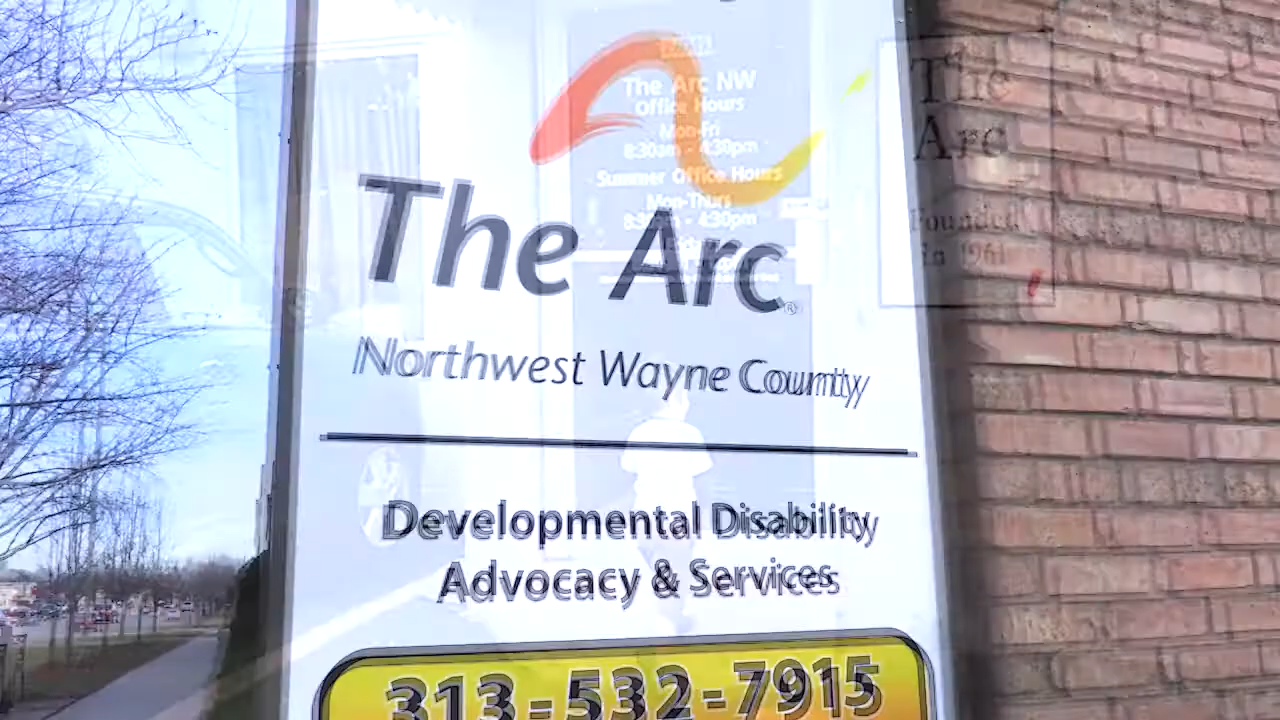 The Arc®
Northwest Wayne County
Developmental Disability
Advocacy & Services
313-532-7915
The Arc NW
Office Hours
Mon-Fri
8:30am - 4:30pm
Summer Office Hours
Mon-Thurs
8:30am - 4:30pm
The
Arc
Founded
in 1961